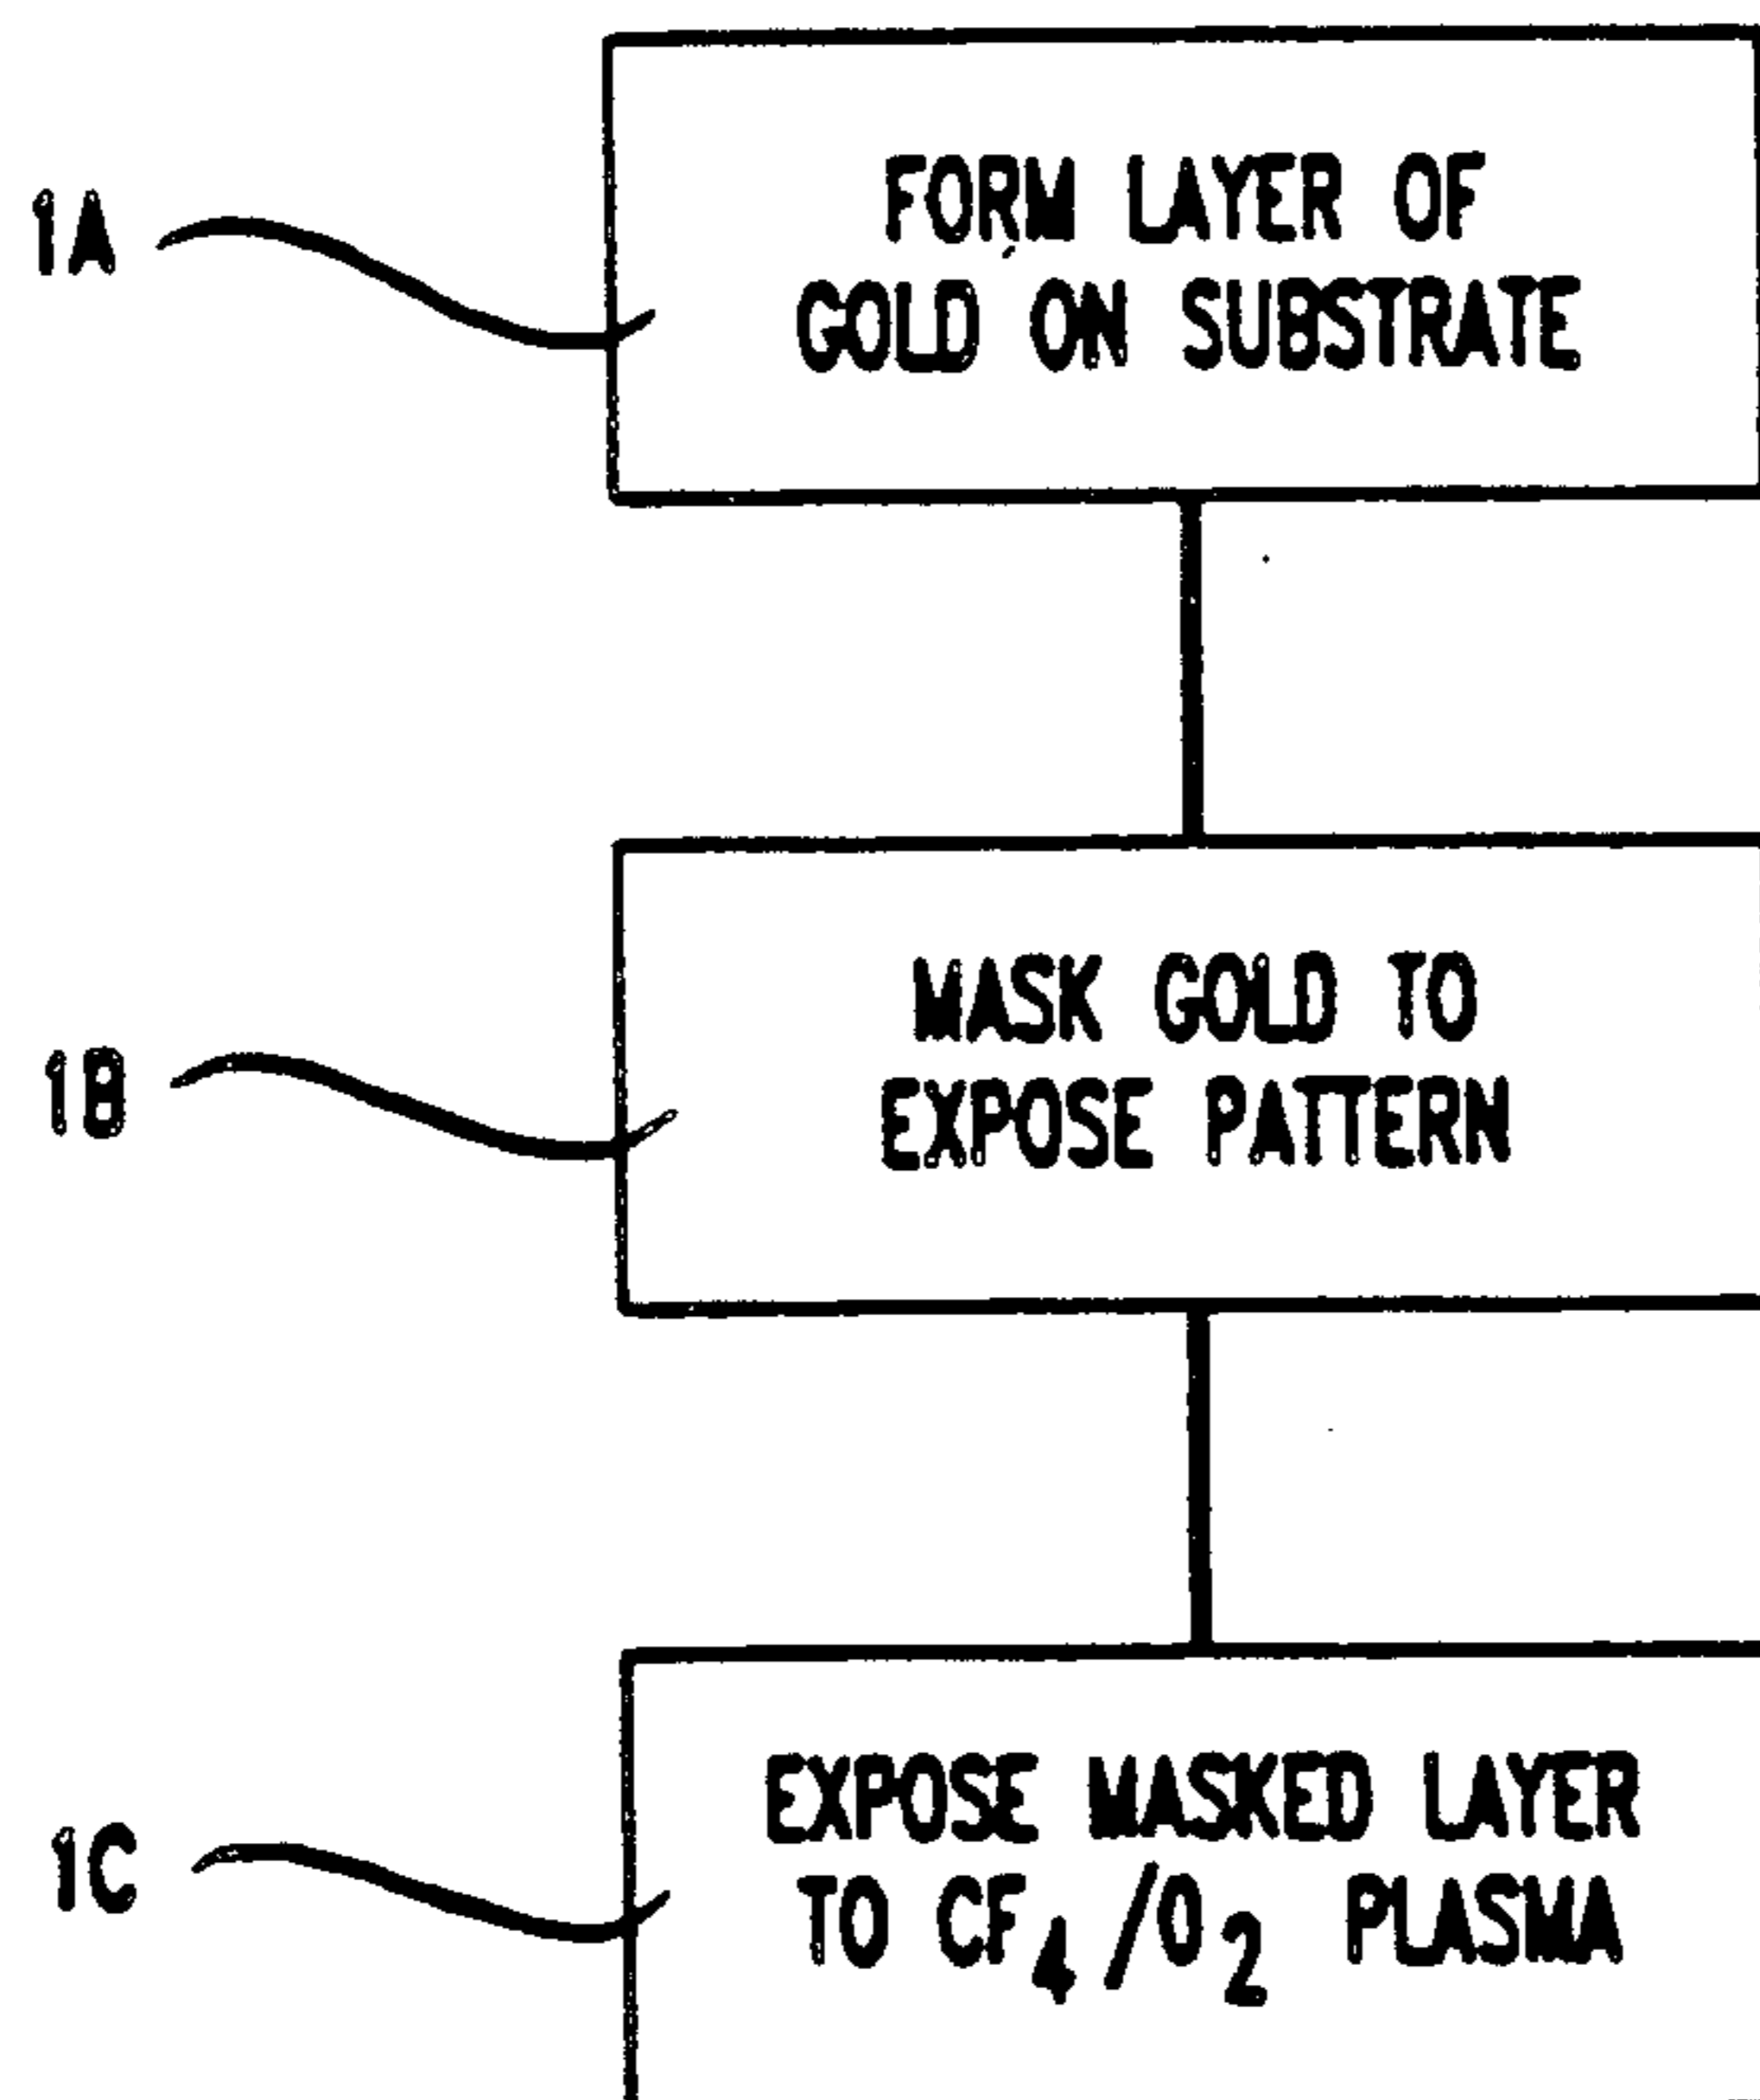 1A
FORM LAYER OF
GOLD ON SUBSTRATE
1B
MASK GOLD TO
EXPOSE PATTERN
1C
EXPOSE MASKED LAYER
TO CF₄/O₂ PLASMA